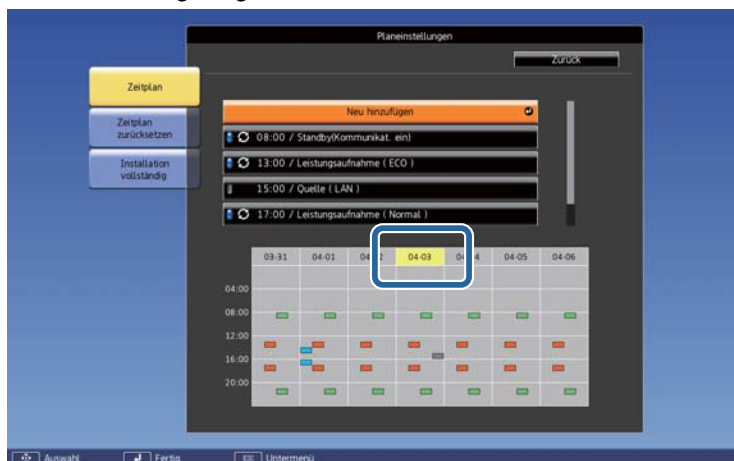 Planeinstellungen
Zurück
Zeitplan
Zeitplan
zurücksetzen
Installation
vollständig
Neu hinzufügen
08:00 / Standby(Kommunikat. ein)
13:00 / Leistungsaufnahme ( ECO )
15:00 / Quelle ( LAN )
17:00 / Leistungsaufnahme ( Normal )
03-31 04-01 04-03 04-05 04-06
04:00
08:00
12:00
16:00
20:00
Auswahl Fertig Esc Untermenü